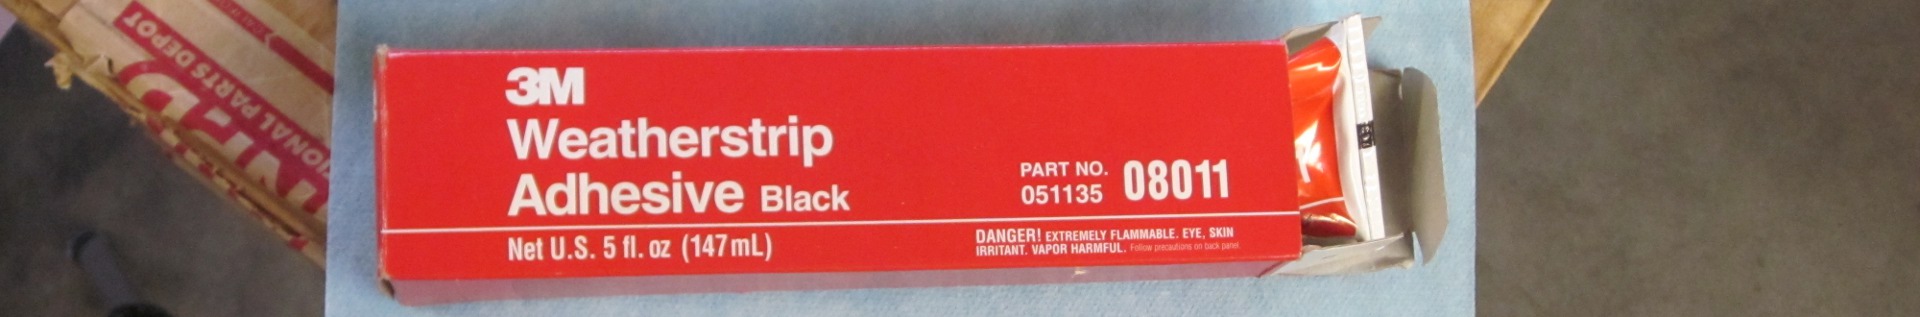 3M
Weatherstrip
Adhesive Black
PART NO.
051135 08011
Net U.S. 5 fl. oz (147mL)
DANGER! EXTREMELY FLAMMABLE. EYE, SKIN
IRRITANT. VAPOR HARMFUL. Follow precautions on back panel.
PARTS DEPOT